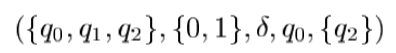 ({q₀, q₁, q₂}, {0, 1}, δ, q₀, {q₂})